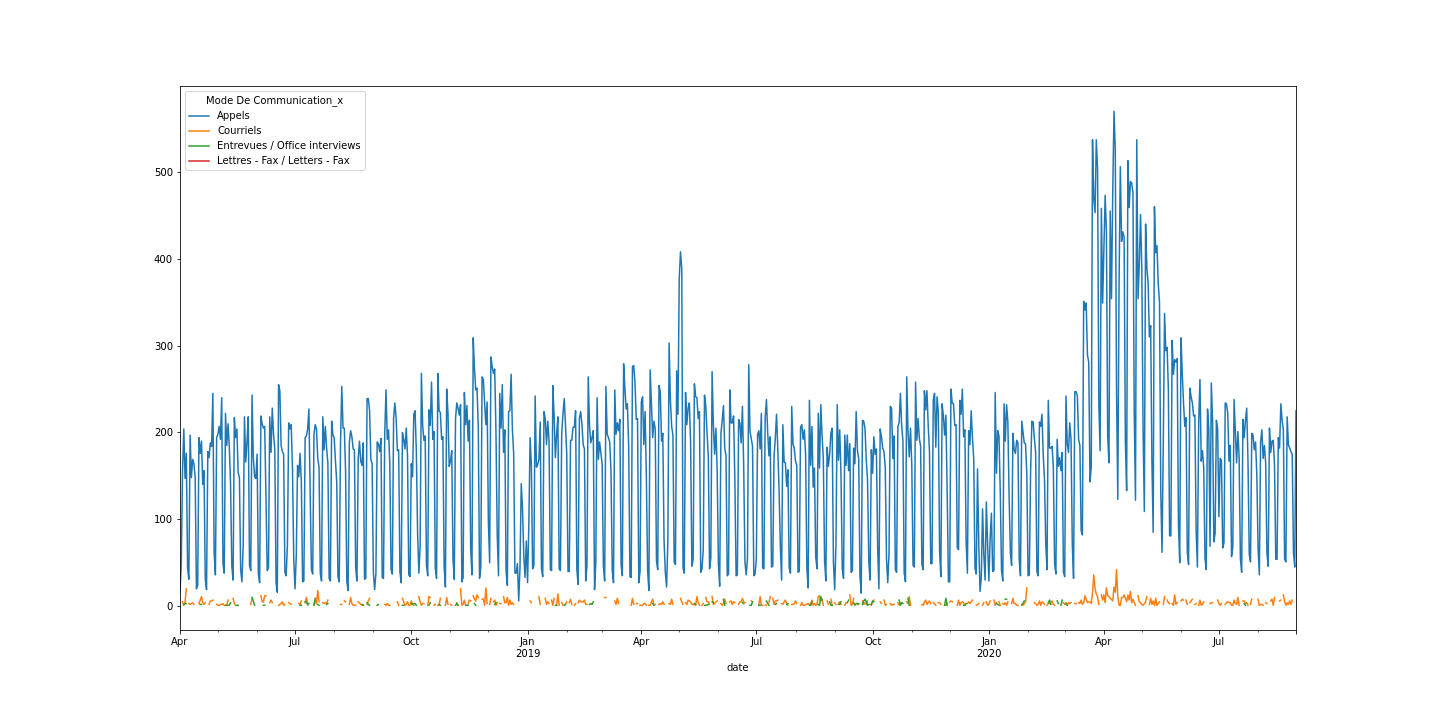 Mode De Communication_x
Appels
Courriels
Entrevues / Office interviews
Lettres - Fax / Letters - Fax
500
400
300
200
100
0
Apr Jul Oct Jan Apr Jul Oct Jan Apr Jul
2019 2020
date